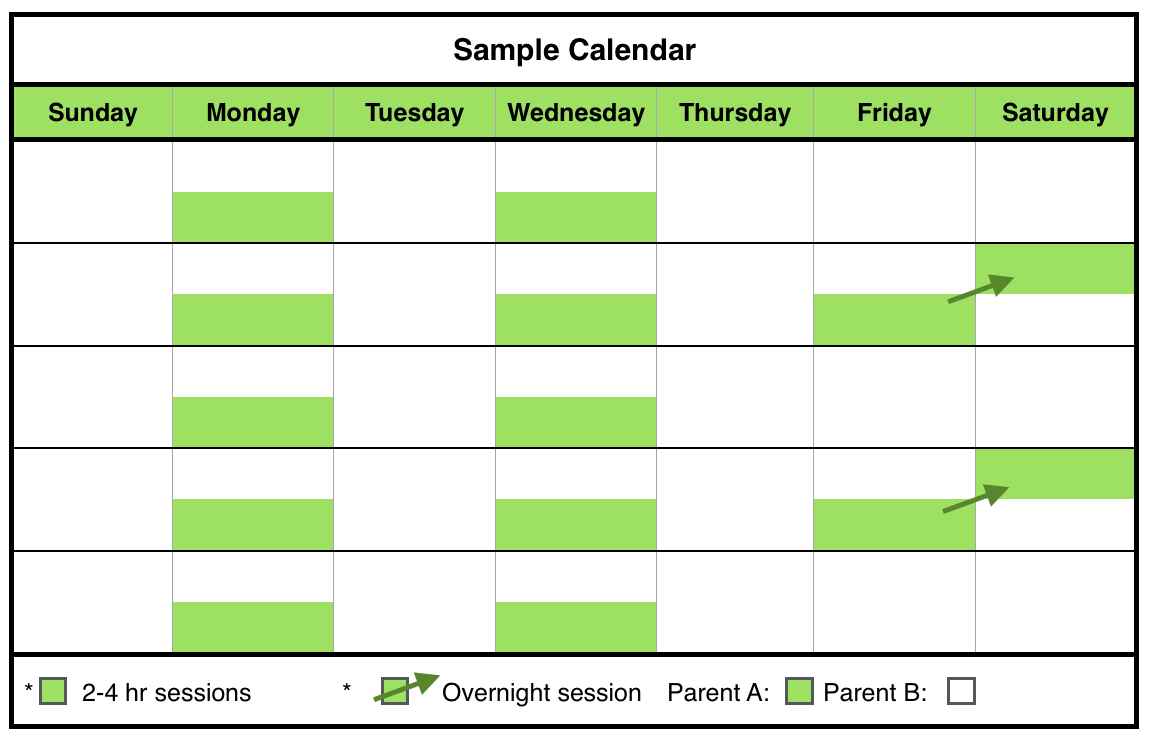 Sample Calendar
Sunday Monday Tuesday Wednesday Thursday Friday Saturday
* 2-4 hr sessions * Overnight session Parent A: Parent B: